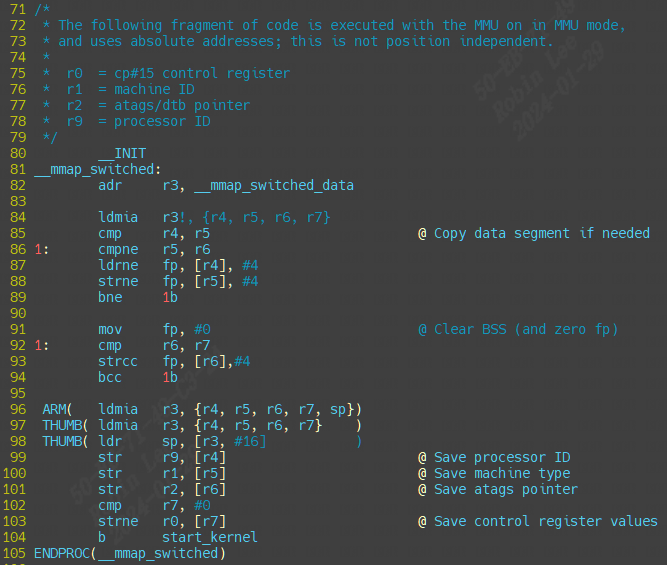 71 /*
72  * The following fragment of code is executed with the MMU on in MMU mode,
73  * and uses absolute addresses; this is not position independent.
74  *
75  *  r0  = cp#15 control register
76  *  r1  = machine ID
77  *  r2  = atags/dtb pointer
78  *  r9  = processor ID
79  */
80         __INIT
81 __mmap_switched:
82         adr     r3, __mmap_switched_data
83
84         ldmia   r3!, {r4, r5, r6, r7}
85         cmp     r4, r5                          @ Copy data segment if needed
86 1:      cmpne   r5, r6
87         ldrne   fp, [r4], #4
88         strne   fp, [r5], #4
89         bne     1b
90
91         mov     fp, #0                          @ Clear BSS (and zero fp)
92 1:      cmp     r6, r7
93         strcc   fp, [r6],#4
94         bcc     1b
95
96  ARM(   ldmia   r3, {r4, r5, r6, r7, sp})
97  THUMB( ldmia   r3, {r4, r5, r6, r7}    )
98  THUMB( ldr     sp, [r3, #16]           )
99         str     r9, [r4]                        @ Save processor ID
100         str     r1, [r5]                        @ Save machine type
101         str     r2, [r6]                        @ Save atags pointer
102         cmp     r7, #0
103         strne   r0, [r7]                        @ Save control register values
104         b       start_kernel
105 ENDPROC(__mmap_switched)